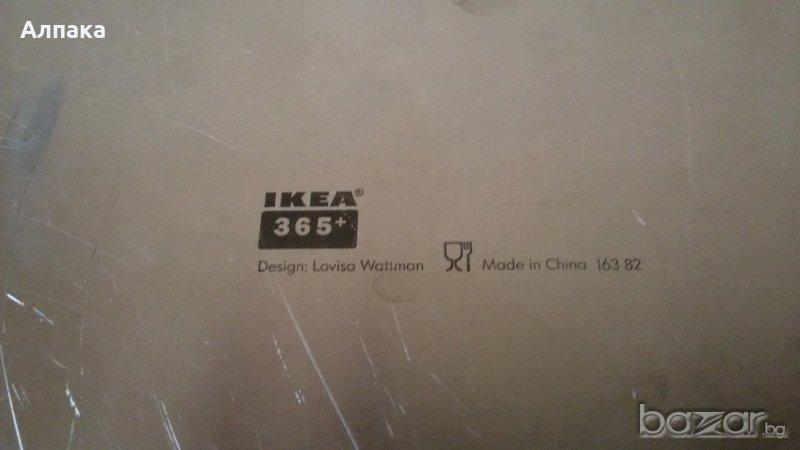 Алпака
IKEA®
365+
Design: Lovisa Wattman Made in China 163 82
bazar.bg